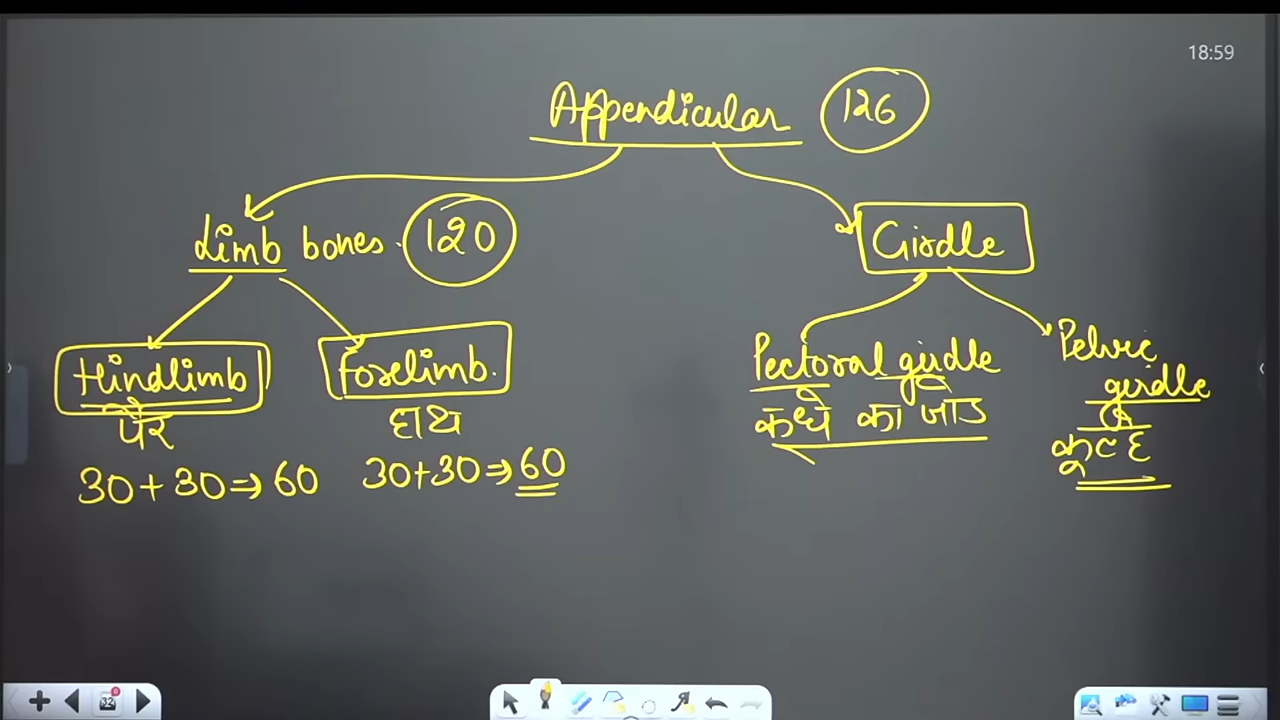 18:59
Appendicular 126
Limb bones. 120
Girdle
Hindlimb
पैर
30+30⇒60
Forelimb.
हाथ
30+30⇒60
Pectoral girdle
कंधे का जोड
Pelvic
girdle
32